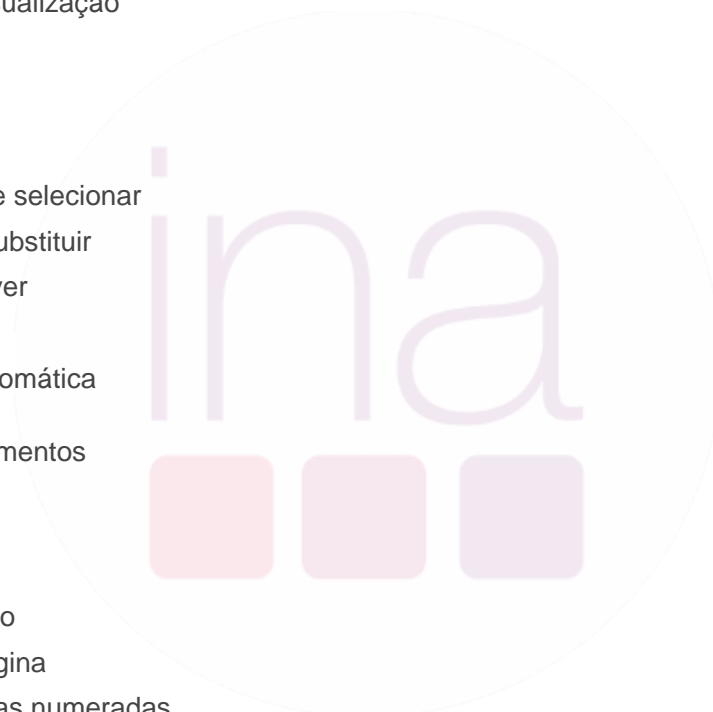 ualização
e selecionar
ubstituir
ver
omática
mentos
o
gina
as numeradas
ina